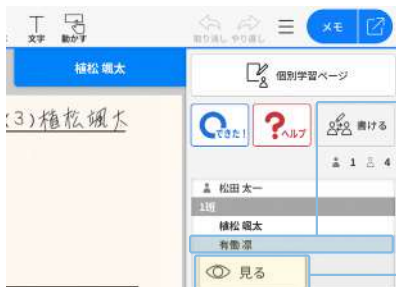 文字 動かす 取り消し やり直し メモ
植松 颯太
個別学習ページ
(3)植松颯大
できた! ヘルプ 書ける
1 4
松田 太一
1班
植松 颯太
有働 凛
見る